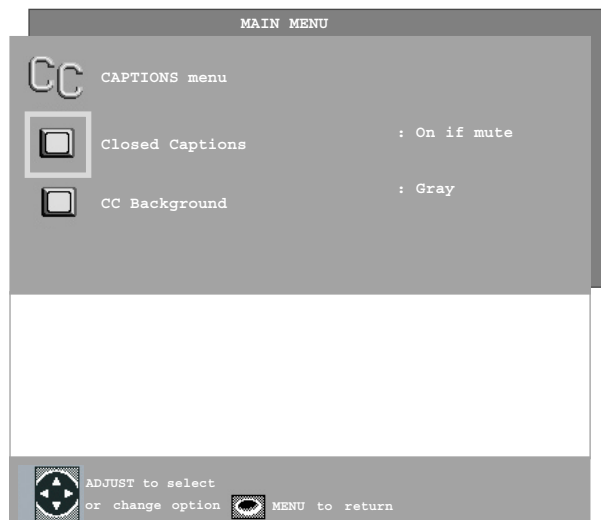 MAIN MENU
CC CAPTIONS menu
Closed Captions : On if mute
CC Background : Gray
ADJUST to select
or change option MENU to return